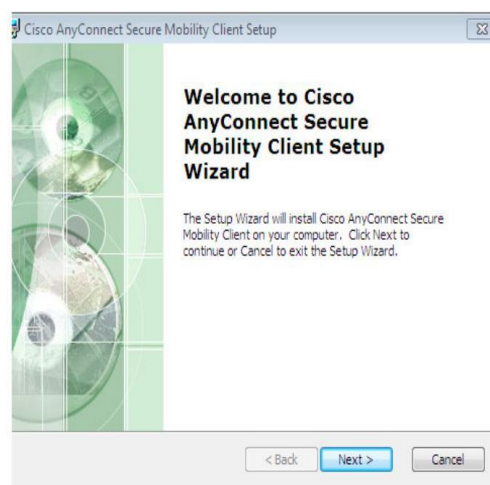 Cisco AnyConnect Secure Mobility Client Setup
Welcome to Cisco
AnyConnect Secure
Mobility Client Setup
Wizard
The Setup Wizard will install Cisco AnyConnect Secure
Mobility Client on your computer. Click Next to
continue or Cancel to exit the Setup Wizard.
< Back
Next >
Cancel